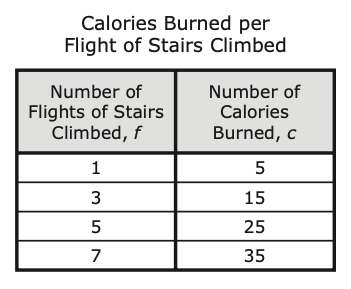 Calories Burned per
Flight of Stairs Climbed
Number of
Flights of Stairs
Climbed, f
Number of
Calories
Burned, c
1 5
3 15
5 25
7 35